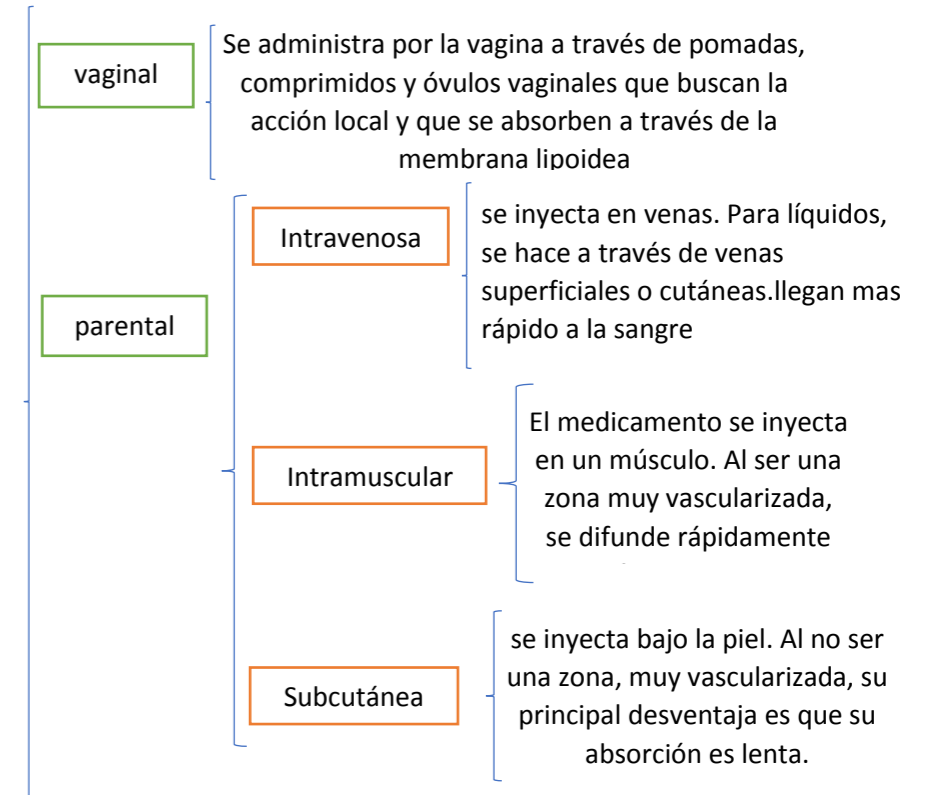 vaginal
Se administra por la vagina a través de pomadas,
comprimidos y óvulos vaginales que buscan la
acción local y que se absorben a través de la
membrana lipoidea
parental
Intravenosa
se inyecta en venas. Para líquidos,
se hace a través de venas
superficiales o cutáneas.llegan mas
rápido a la sangre
Intramuscular
El medicamento se inyecta
en un músculo. Al ser una
zona muy vascularizada,
se difunde rápidamente
Subcutánea
se inyecta bajo la piel. Al no ser
una zona, muy vascularizada, su
principal desventaja es que su
absorción es lenta.